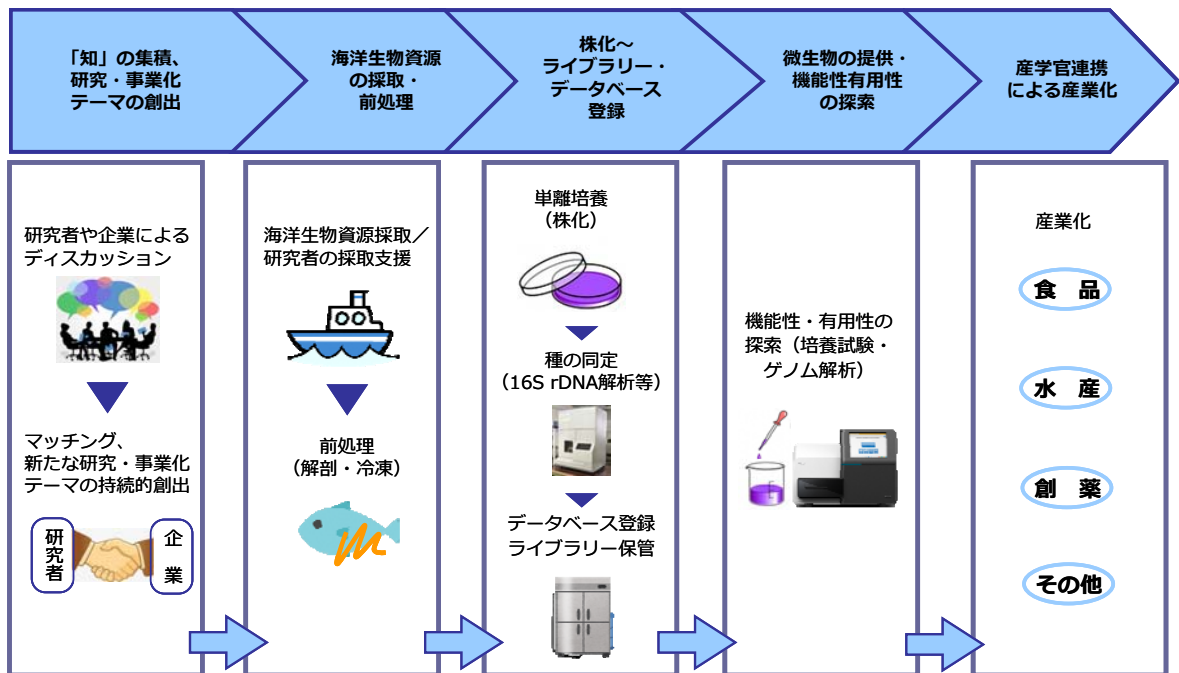 「知」の集積、
研究・事業化
テーマの創出
海洋生物資源
の採取・
前処理
株化～
ライブラリー・
データベース
登録
微生物の提供・
機能性有用性
の探索
産学官連携
による産業化
研究者や企業による
ディスカッション
マッチング、
新たな研究・事業化
テーマの持続的創出
研究者
企業
海洋生物資源採取／
研究者の採取支援
前処理
（解剖・冷凍）
単離培養
（株化）
種の同定
（16S rDNA解析等）
データベース登録
ライブラリー保管
機能性・有用性の
探索（培養試験・
ゲノム解析）
産業化
食　品
水　産
創　薬
その他